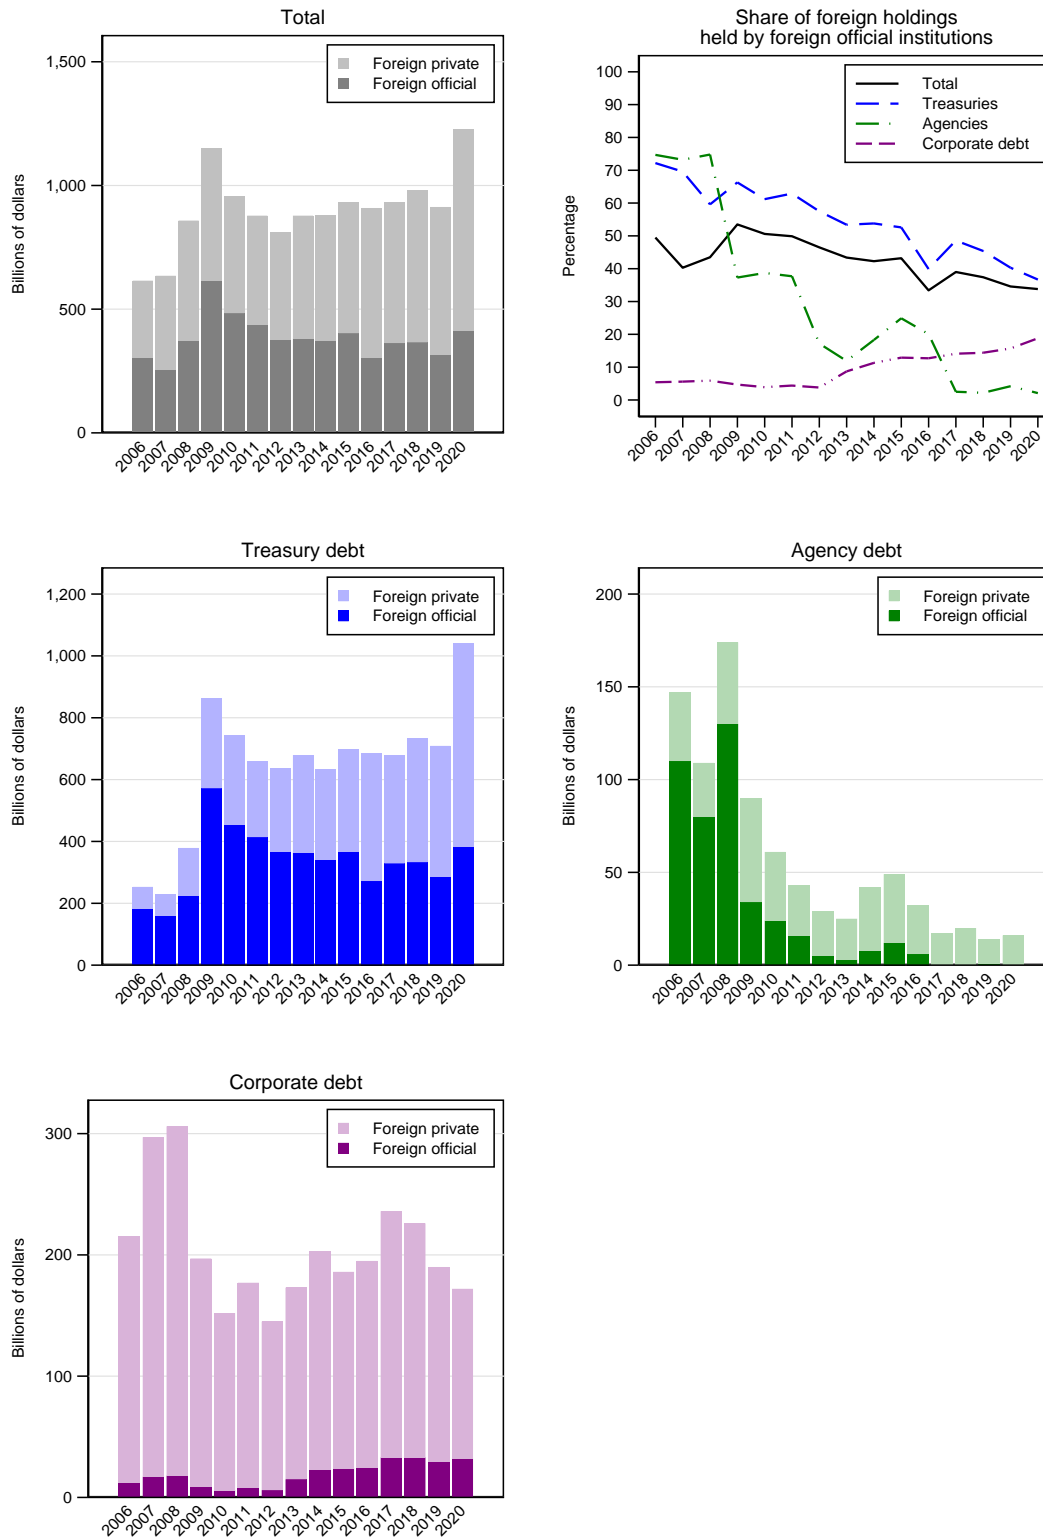 Total
Billions of dollars
1,500
1,000
500
0
Foreign private
Foreign official
2006 2007 2008 2009 2010 2011 2012 2013 2014 2015 2016 2017 2018 2019 2020
Share of foreign holdings
held by foreign official institutions
Percentage
100
90
80
70
60
50
40
30
20
10
0
Total
Treasuries
Agencies
Corporate debt
2006 2007 2008 2009 2010 2011 2012 2013 2014 2015 2016 2017 2018 2019 2020
Treasury debt
Billions of dollars
1,200
1,000
800
600
400
200
0
Foreign private
Foreign official
2006 2007 2008 2009 2010 2011 2012 2013 2014 2015 2016 2017 2018 2019 2020
Agency debt
Billions of dollars
200
150
100
50
0
Foreign private
Foreign official
2006 2007 2008 2009 2010 2011 2012 2013 2014 2015 2016 2017 2018 2019 2020
Corporate debt
Billions of dollars
300
200
100
0
Foreign private
Foreign official
2006 2007 2008 2009 2010 2011 2012 2013 2014 2015 2016 2017 2018 2019 2020